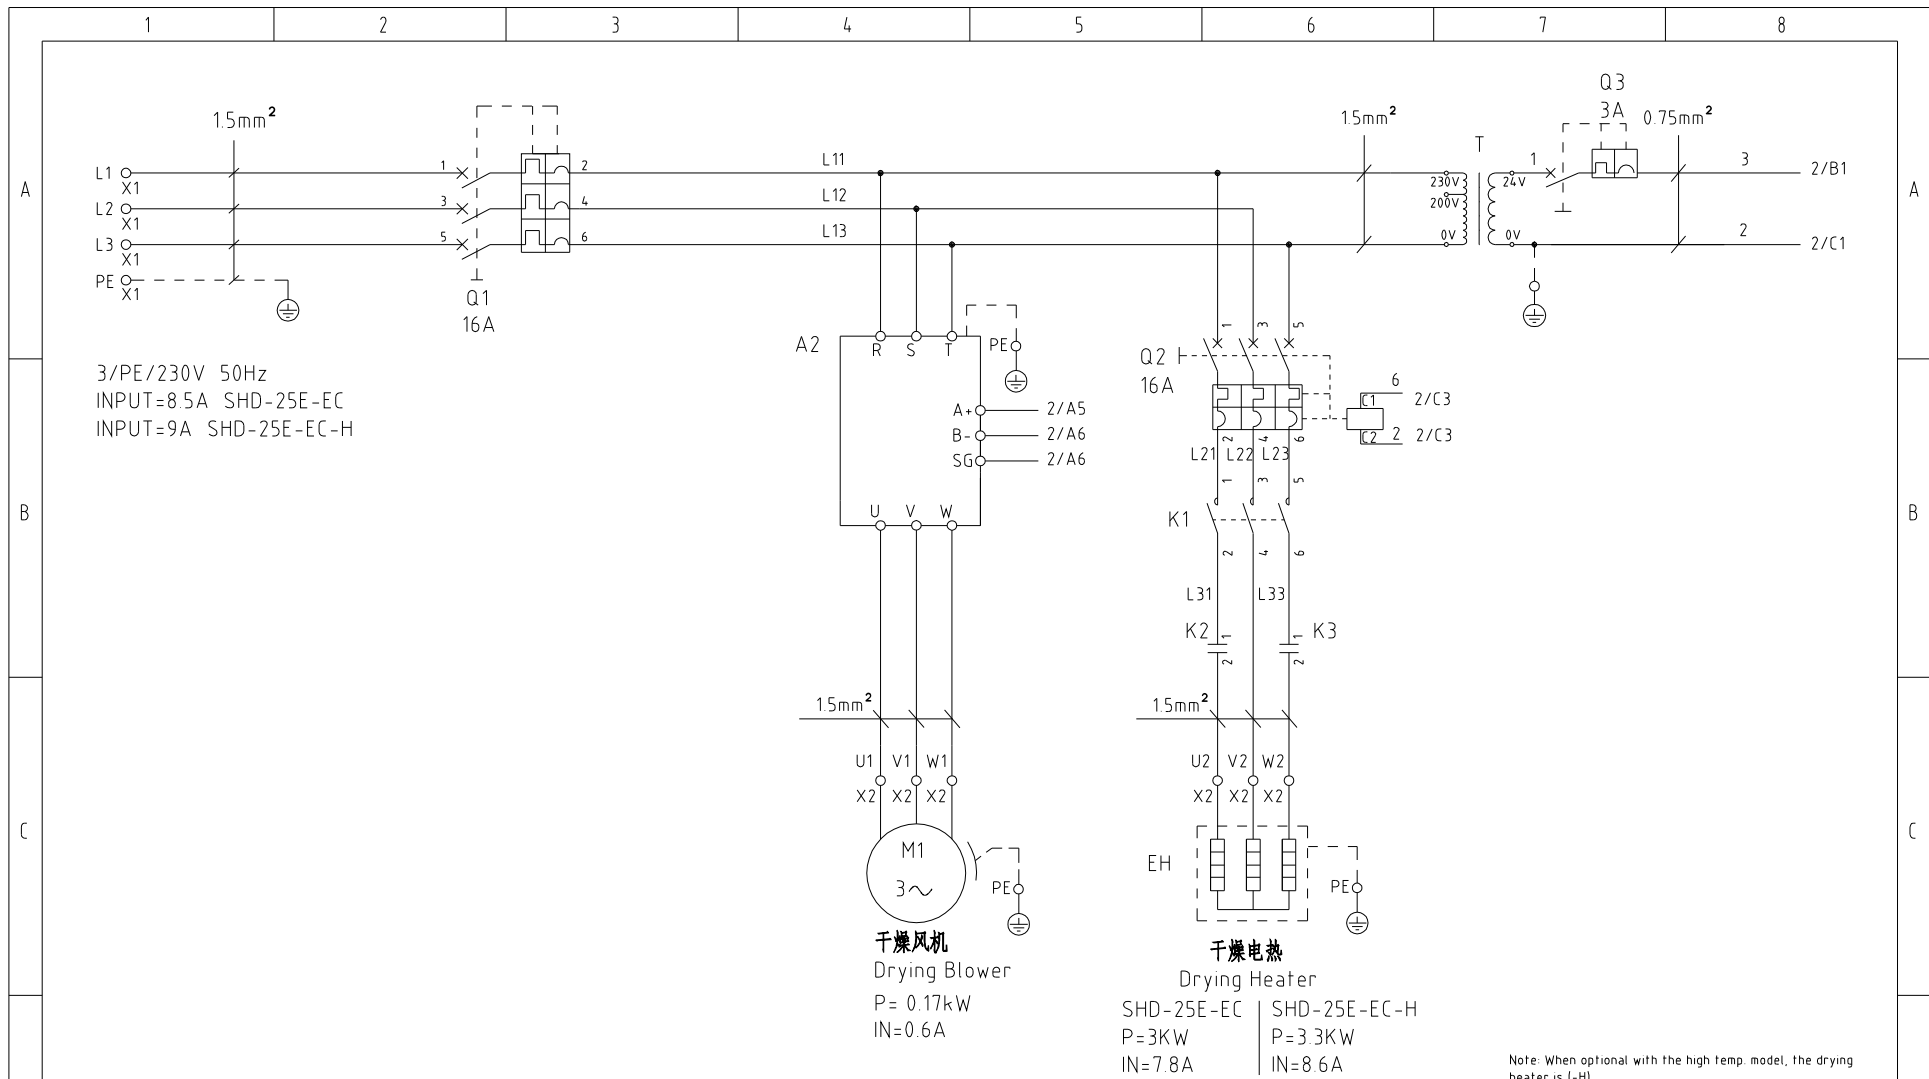 1 2 3 4 5 6 7 8
Q3
3A
1.5mm²
1.5mm²
0.75mm²
T
A
A
L1
X1
1
2
L11
230V
24V
1
3
2/B1
L2
X1
3
4
L12
200V
L3
X1
5
6
L13
0V
0V
2
2/C1
PE
X1
Q1
16A
3/PE/230V 50Hz
INPUT=8.5A SHD-25E-EC
INPUT=9A SHD-25E-EC-H
A2
R S T
PE
A+
2/A5
B-
2/A6
SG
2/A6
U V W
1 3 5
Q2
16A
6
C1
2/C3
C2
2
2/C3
2 4 6
L21 L22 L23
1 3 5
B
B
K1
2 4 6
L31
L33
K2
1
2
1
2
K3
1.5mm²
1.5mm²
U1 V1 W1
X2 X2 X2
U2 V2 W2
X2 X2 X2
C
C
M1
3~
PE
EH
PE
干燥风机
Drying Blower
P= 0.17kW
IN=0.6A
干燥电热
Drying Heater
SHD-25E-EC
P=3KW
IN=7.8A
SHD-25E-EC-H
P=3.3KW
IN=8.6A
Note: When optional with the high temp. model, the drying
heater is (-H)